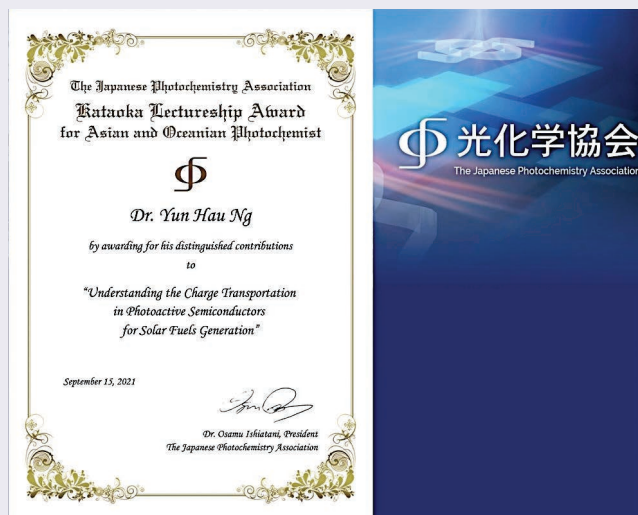 The Japanese Photochemistry Association
Kataoka Lectureship Award
for Asian and Oceanian Photochemist
Dr. Yun Hau Ng
by awarding for his distinguished contributions
to
“Understanding the Charge Transportation
in Photoactive Semiconductors
for Solar Fuels Generation”
September 15, 2021
Dr. Osamu Ishiatani, President
The Japanese Photochemistry Association
光化学協会
The Japanese Photochemistry Association